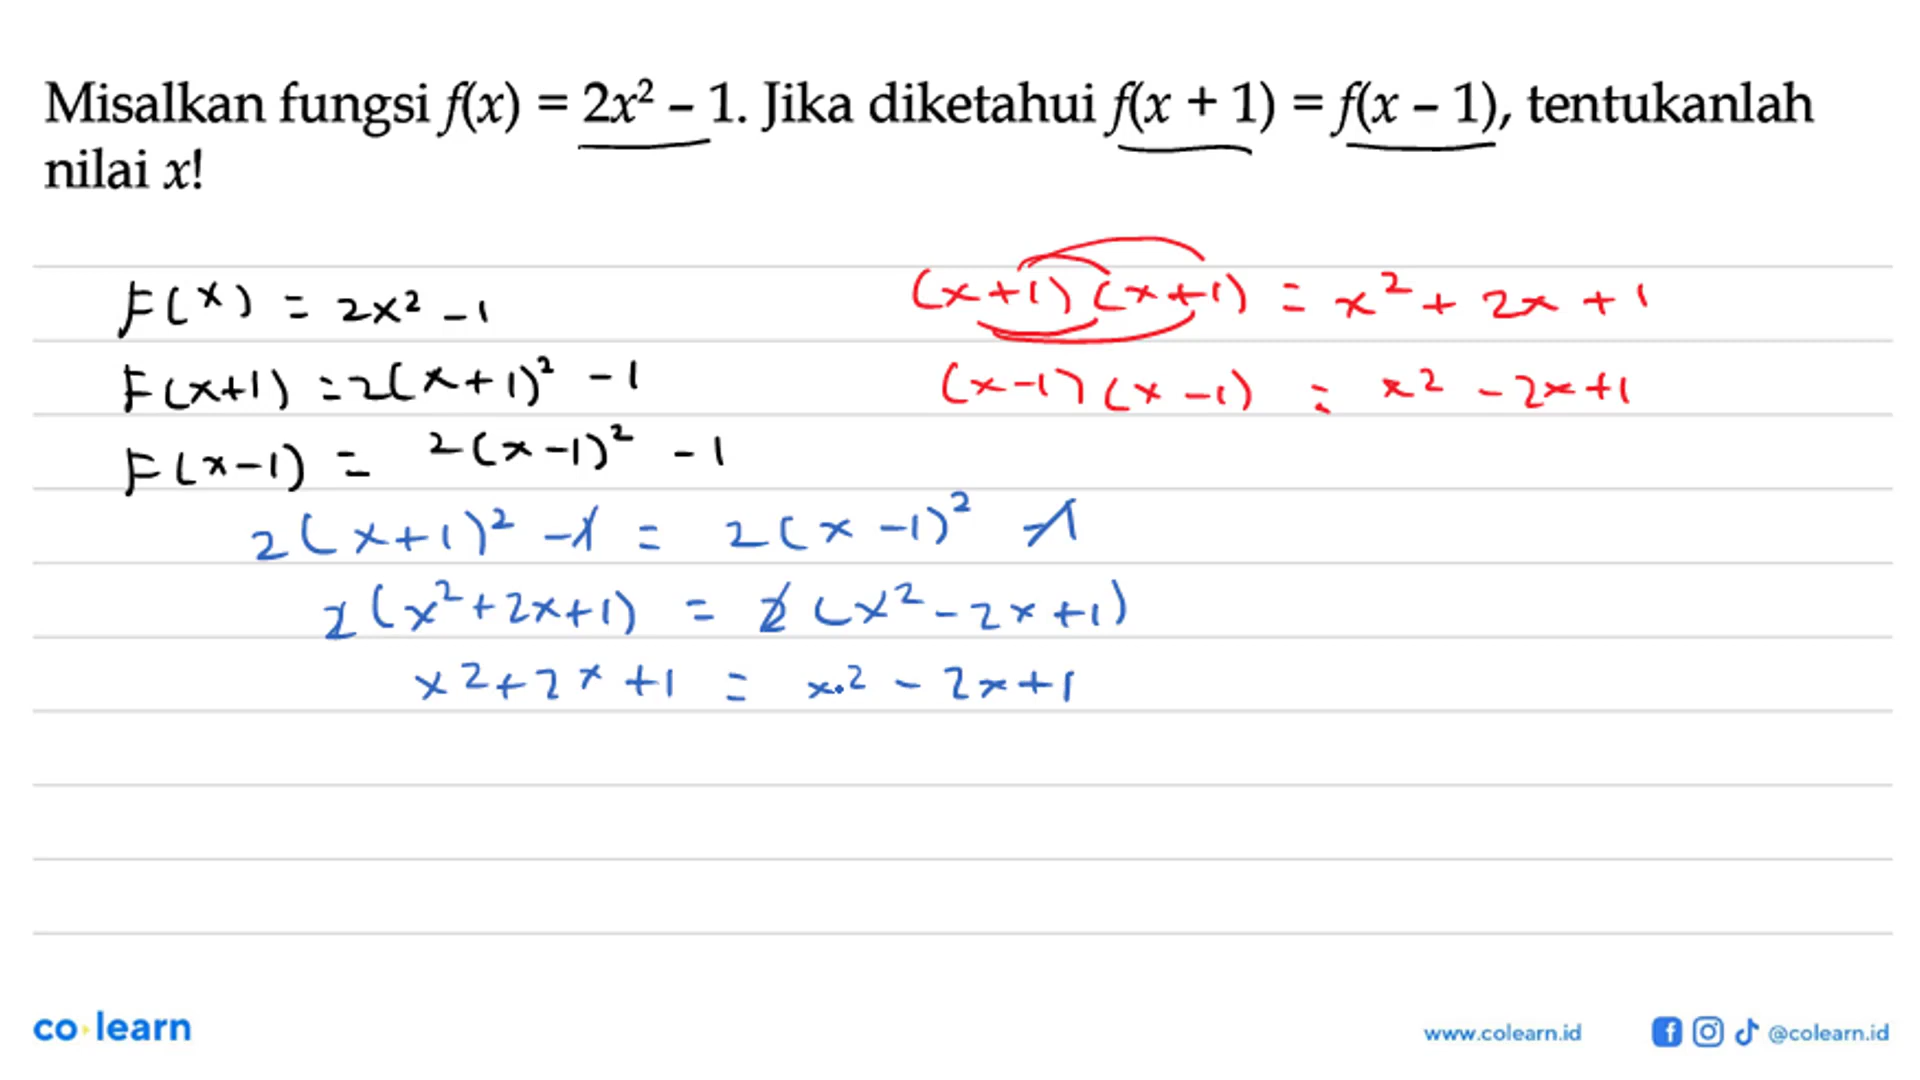 Misalkan fungsi f(x) = 2x² – 1. Jika diketahui f(x + 1) = f(x – 1), tentukanlah
nilai x!
F(x) = 2x² - 1
F(x+1) = 2(x+1)² - 1
F(x-1) = 2(x-1)² - 1
2(x+1)² - 1 = 2(x-1)² - 1
2(x²+2x+1) = 2(x²-2x+1)
x²+2x+1 = x²-2x+1
(x+1)(x+1) = x²+2x+1
(x-1)(x-1) = x²-2x+1
co learn
www.colearn.id
@colearn.id